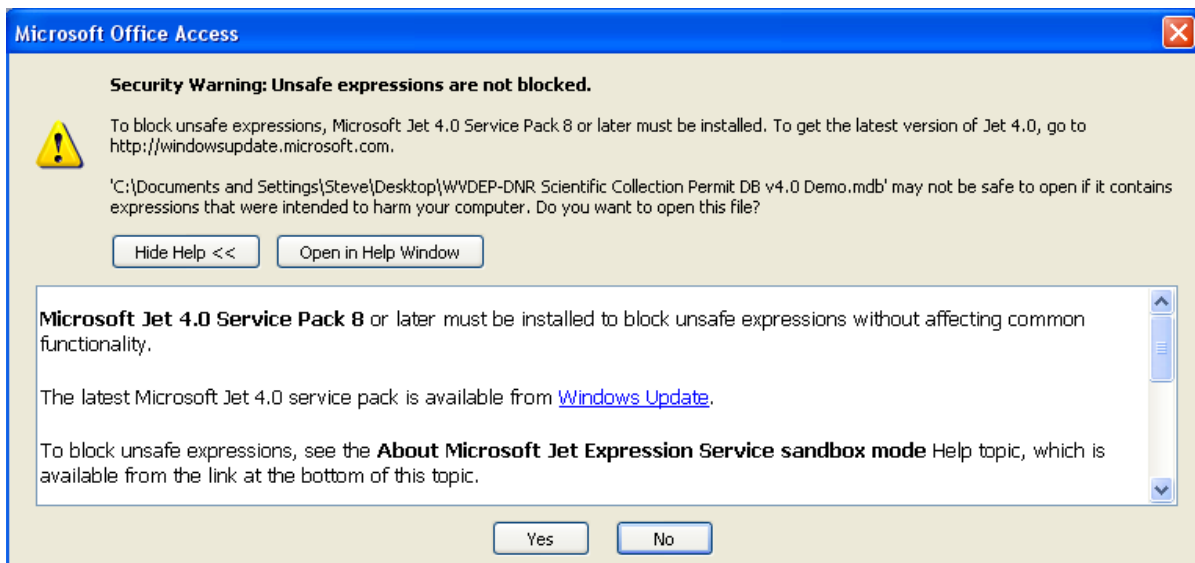 Microsoft Office Access
Security Warning: Unsafe expressions are not blocked.
To block unsafe expressions, Microsoft Jet 4.0 Service Pack 8 or later must be installed. To get the latest version of Jet 4.0, go to
http://windowsupdate.microsoft.com.
'C:\Documents and Settings\Steve\Desktop\WVDEP-DNR Scientific Collection Permit DB v4.0 Demo.mdb' may not be safe to open if it contains
expressions that were intended to harm your computer. Do you want to open this file?
Hide Help << Open in Help Window
Microsoft Jet 4.0 Service Pack 8 or later must be installed to block unsafe expressions without affecting common
functionality.
The latest Microsoft Jet 4.0 service pack is available from Windows Update.
To block unsafe expressions, see the About Microsoft Jet Expression Service sandbox mode Help topic, which is
available from the link at the bottom of this topic.
Yes No